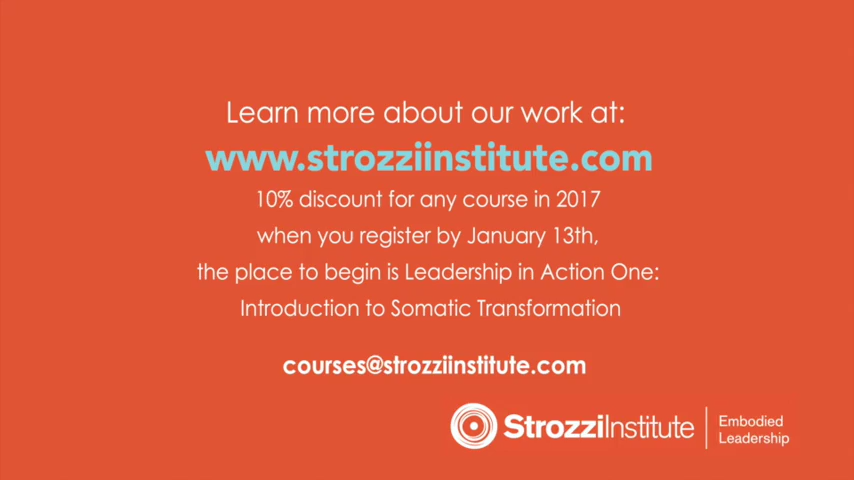 Learn more about our work at:
www.strozziinstitute.com
10% discount for any course in 2017
when you register by January 13th,
the place to begin is Leadership in Action One:
Introduction to Somatic Transformation
courses@strozziinstitute.com
StrozziInstitute
Embodied
Leadership